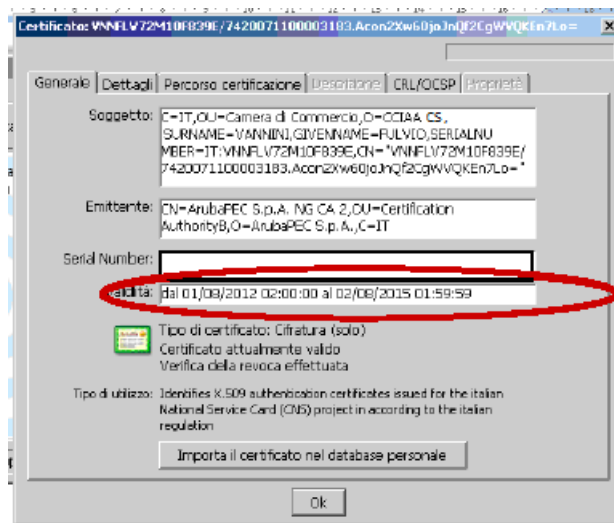 Certificato: VNNFLV72M10F839E/7420071100003183.Acon2Xw60joJnQf2CgWVQKEn7Lo=
Generale Dettagli Percorso certificazione Descrizione CRL/OCSP Proprietà
Soggetto: C=IT,OU=Camera di Commercio,O=CCIAA CS,
SURNAME=VANNINI,GIVENNAME=FULVIO,SERIALNU
MBER=IT:VNNFLV72M10F839E,CN="VNNFLV72M10F839E/
7420071100003183.Acon2Xw60joJnQf2CgWVQKEn7Lo="
Emittente: CN=ArubaPEC S.p.A. NG CA 2,OU=Certification
AuthorityB,O=ArubaPEC S.p.A.,C=IT
Serial Number:
Validità: dal 01/08/2012 02:00:00 al 02/08/2015 01:59:59
Tipo di certificato: Cifratura (solo)
Certificato attualmente valido
Verifica della revoca effettuata
Tipo di utilizzo: Identifies X.509 authentication certificates issued for the italian
National Service Card (CNS) project in according to the italian
regulation
Importa il certificato nel database personale
Ok